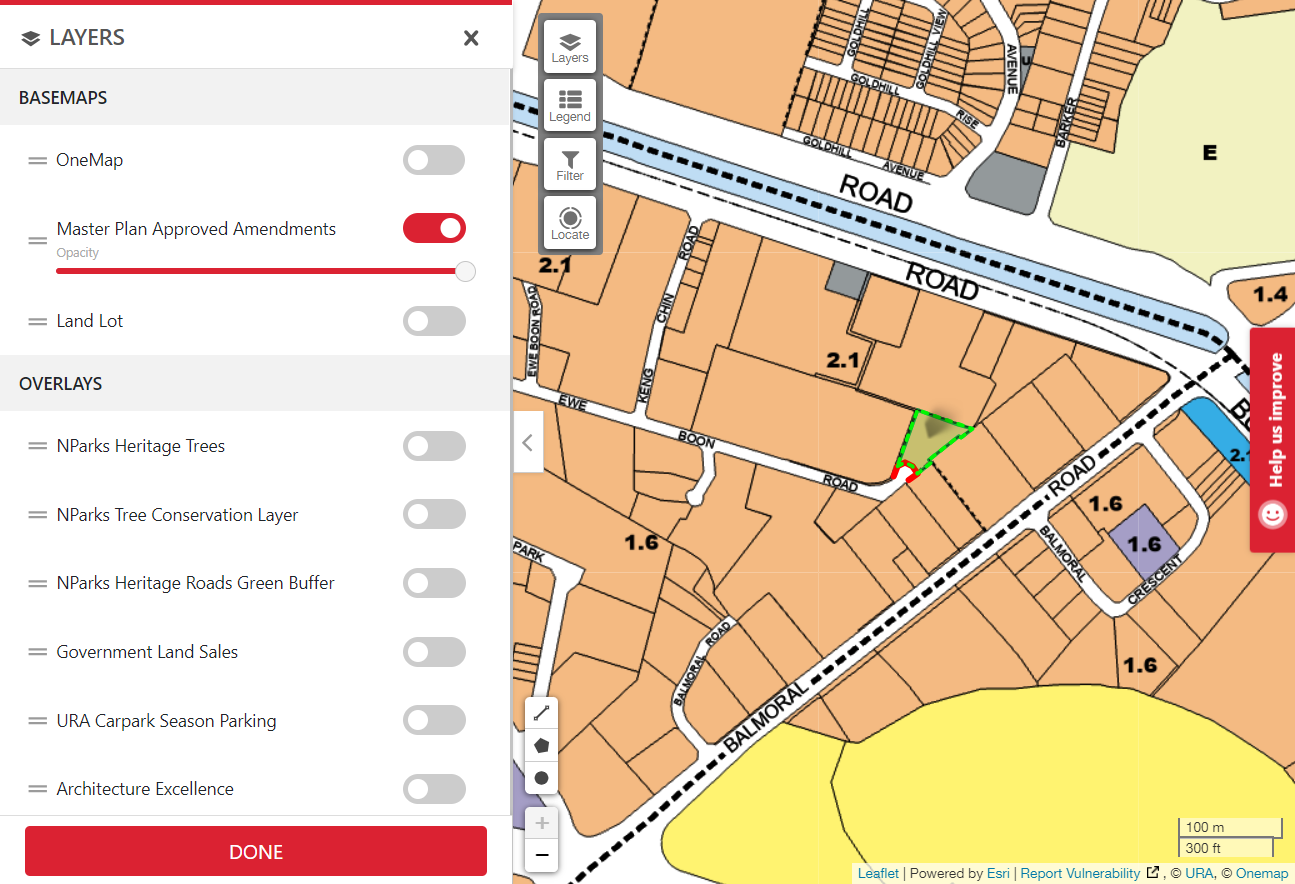 LAYERS
BASEMAPS
OneMap
Master Plan Approved Amendments
Opacity
Land Lot
OVERLAYS
NParks Heritage Trees
NParks Tree Conservation Layer
NParks Heritage Roads Green Buffer
Government Land Sales
URA Carpark Season Parking
Architecture Excellence
DONE
Layers
Legend
Filter
Locate
GOLDHILL
GOLDHILL VIEW
AVENUE
U
GOLDHILL
RISE
BARKER
GOLDHILL
AVENUE
E
ROAD
ROAD
2.1
ROAD
CHIN
KENG
EWE BOON ROAD
1.4
2.1
EWE
BOON
ROAD
ROAD
1.6
1.6
1.6
BALMORAL
CRESCENT
PARK
BALMORAL
ROAD
BALMORAL
1.6
Help us improve
100 m
300 ft
Leaflet | Powered by Esri | Report Vulnerability , © URA, © Onemap